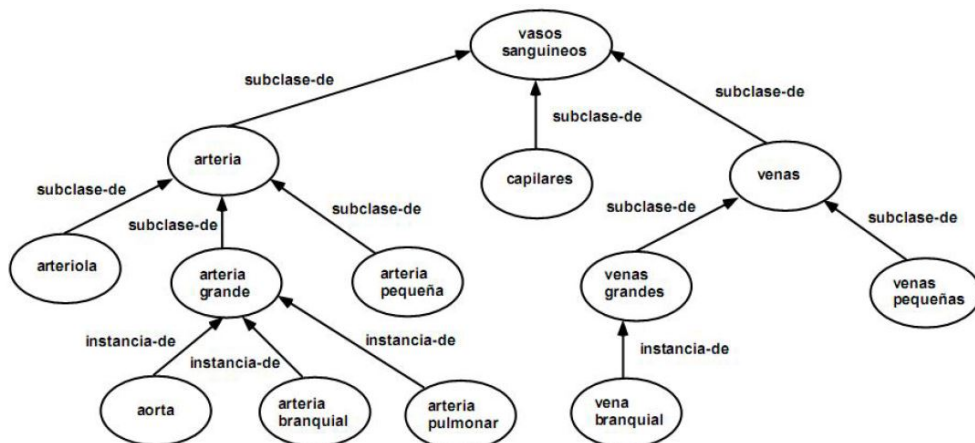 vasos
sanguineos
subclase-de
subclase-de
subclase-de
arteria
capilares
venas
subclase-de
subclase-de
subclase-de
subclase-de
subclase-de
arteriola
arteria
grande
arteria
pequeña
venas
grandes
venas
pequeñas
instancia-de
instancia-de
instancia-de
instancia-de
aorta
arteria
branquial
arteria
pulmonar
vena
branquial